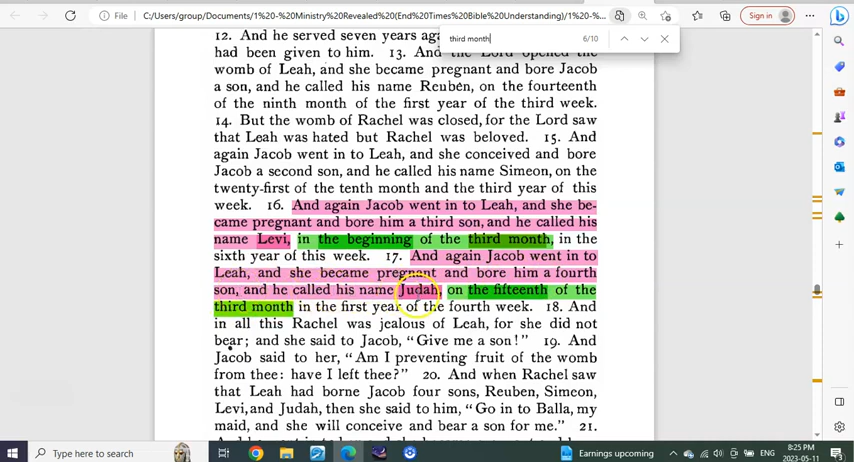 File
C:/Users/group/Documents/1%20-%20Ministry%20Revealed%20(End%20Times%20Bible%20Understanding)/1%20-%...
Sign in
third month
6/10
12. And he served seven years aga
had been given to him. 13. And the Lord opened the
womb of Leah, and she became pregnant and bore Jacob
a son, and he called his name Reuben, on the fourteenth
of the ninth month of the first year of the third week.
14. But the womb of Rachel was closed, for the Lord saw
that Leah was hated but Rachel was beloved. 15. And
again Jacob went in to Leah, and she conceived and bore
Jacob a second son, and he called his name Simeon, on the
twenty-first of the tenth month and the third year of this
week. 16. And again Jacob went in to Leah, and she be-
came pregnant and bore him a third son, and he called his
name Levi, in the beginning of the third month, in the
sixth year of this week. 17. And again Jacob went in to
Leah, and she became pregnant and bore him a fourth
son, and he called his name Judah, on the fifteenth of the
third month in the first year of the fourth week. 18. And
in all this Rachel was jealous of Leah, for she did not
bear; and she said to Jacob, "Give me a son!" 19. And
Jacob said to her, "Am I preventing fruit of the womb
from thee: have I left thee?" 20. And when Rachel saw
that Leah had borne Jacob four sons, Reuben, Simeon,
Levi, and Judah, then she said to him, "Go in to Balla, my
maid, and she will conceive and bear a son for me." 21.
Type here to search
Earnings upcoming
ENG
8:25 PM
2023-05-11
3